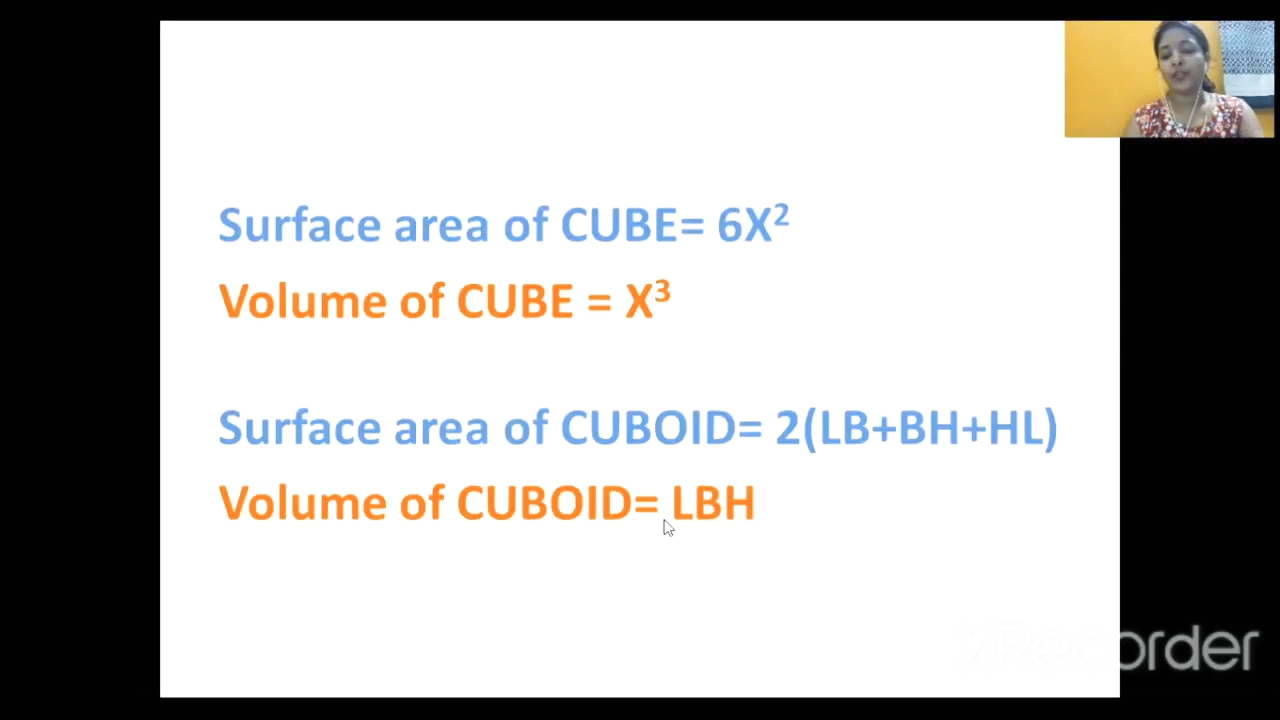 Surface area of CUBE= 6X²
Volume of CUBE = X³
Surface area of CUBOID= 2(LB+BH+HL)
Volume of CUBOID= LBH
XRecorder